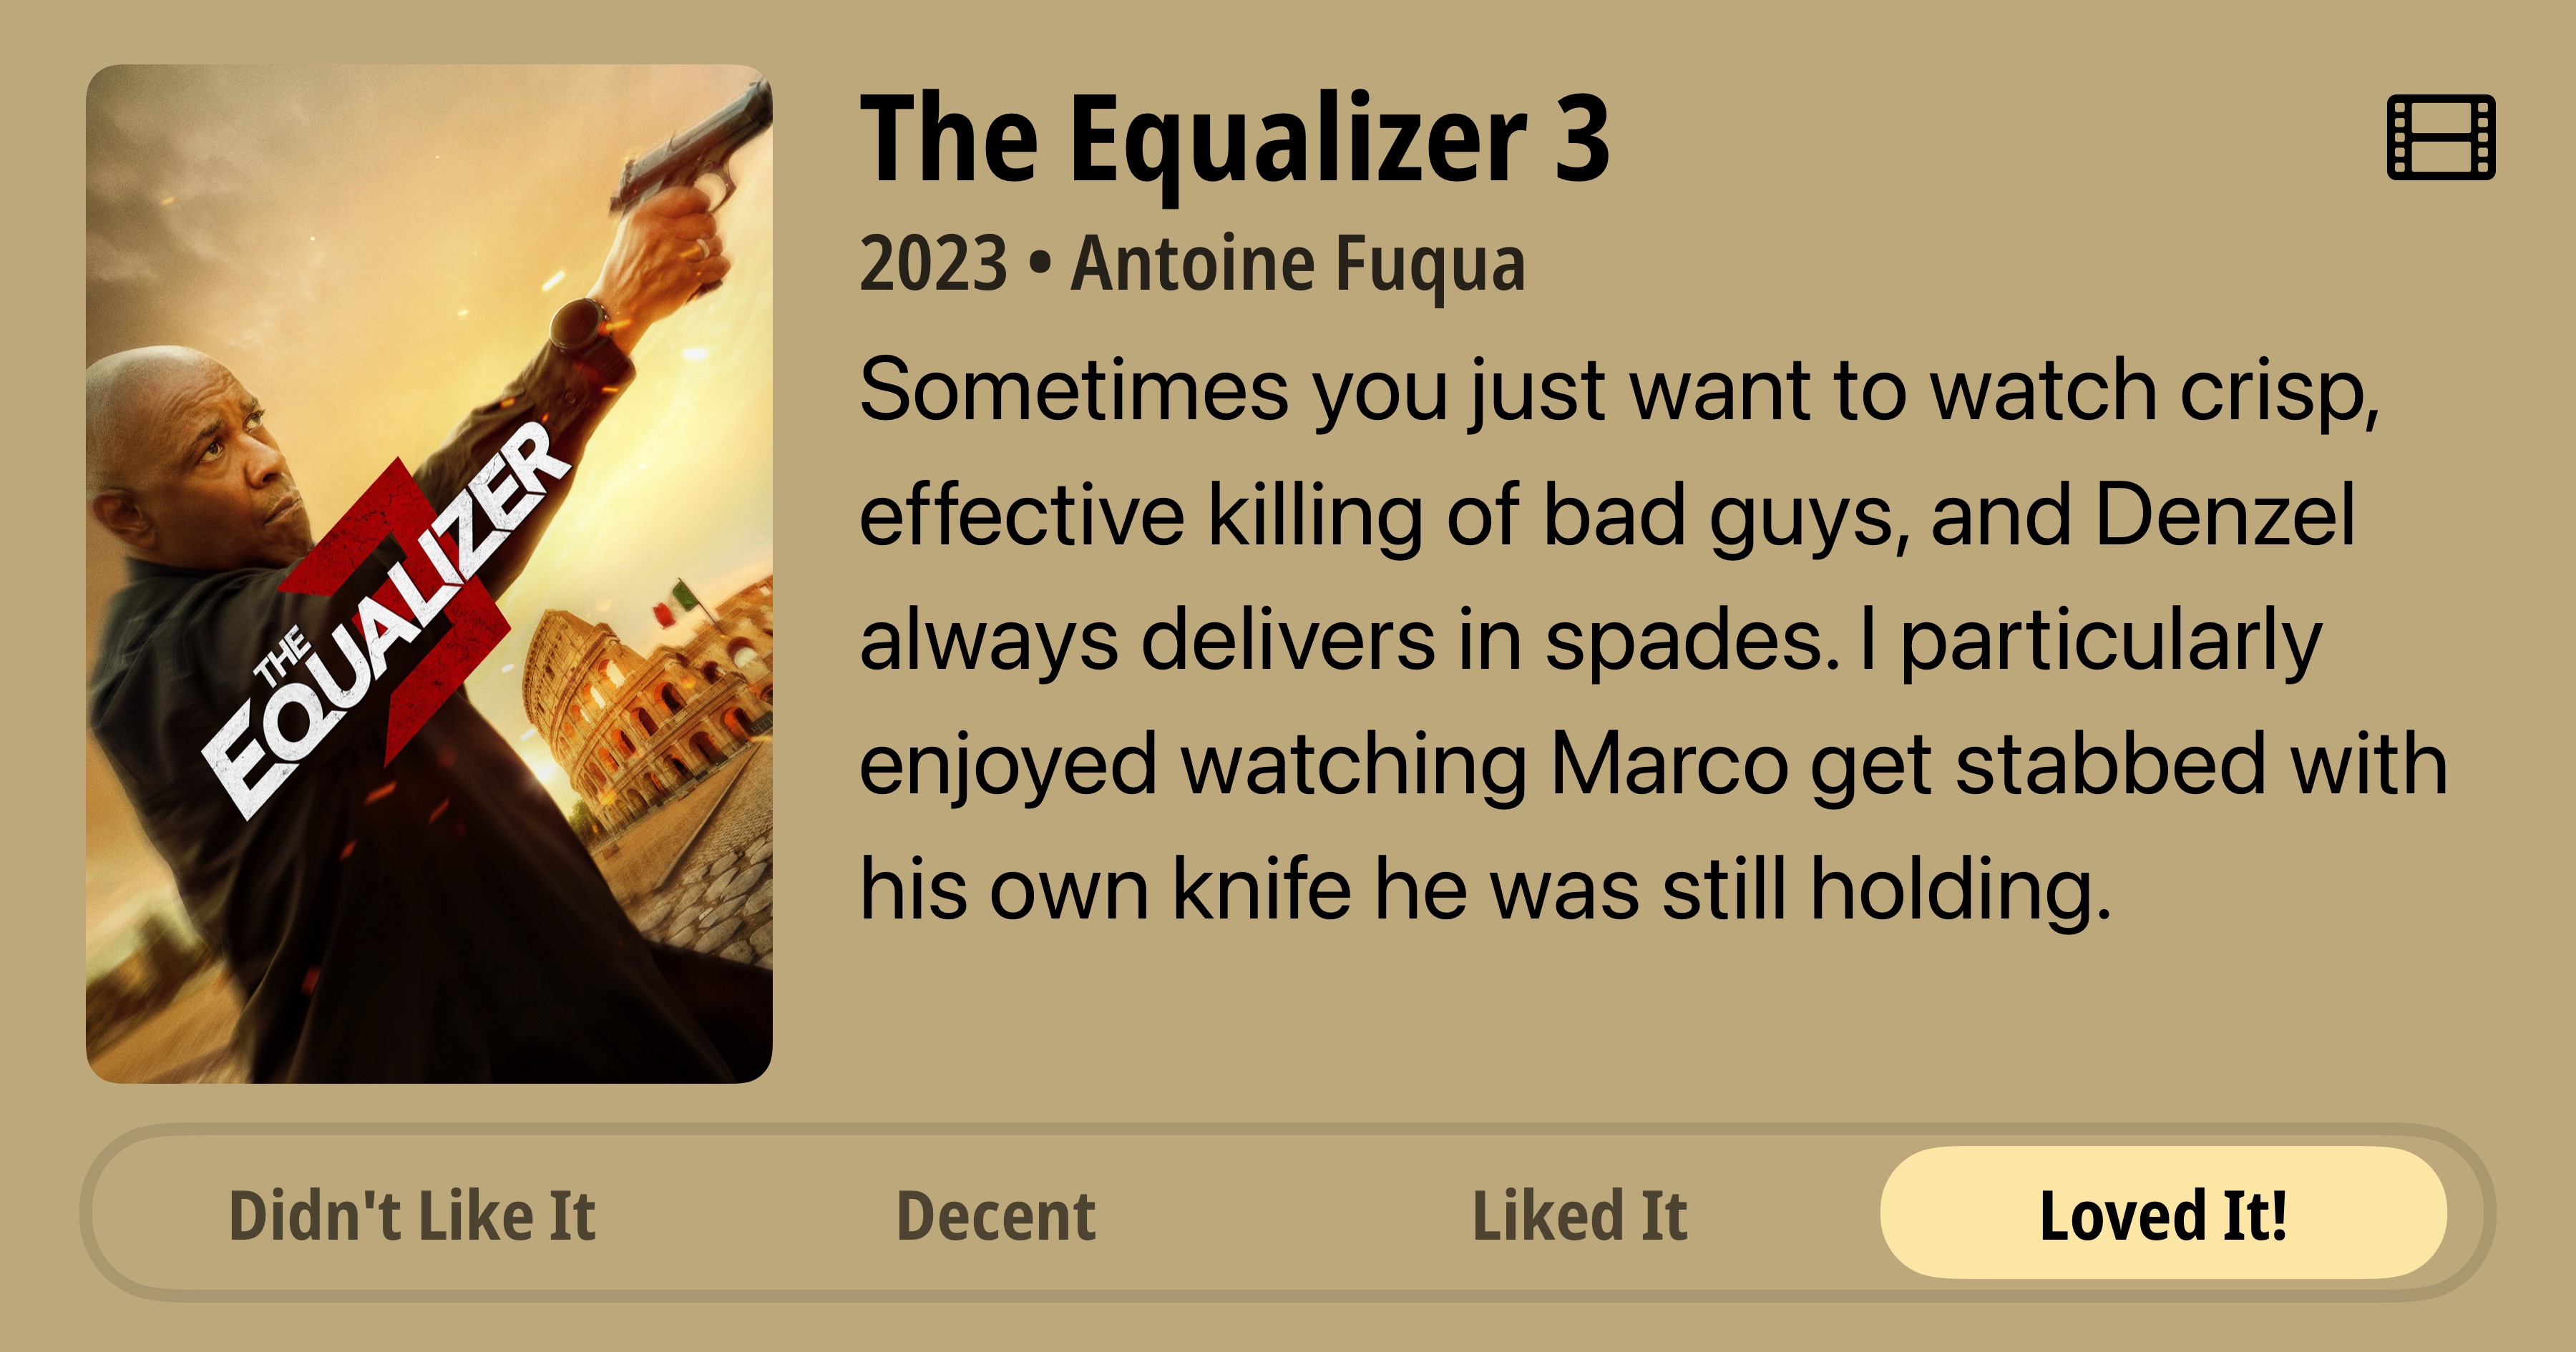 THE
EQUALIZER
3
The Equalizer 3
2023 • Antoine Fuqua
Sometimes you just want to watch crisp,
effective killing of bad guys, and Denzel
always delivers in spades. I particularly
enjoyed watching Marco get stabbed with
his own knife he was still holding.
Didn't Like It
Decent
Liked It
Loved It!